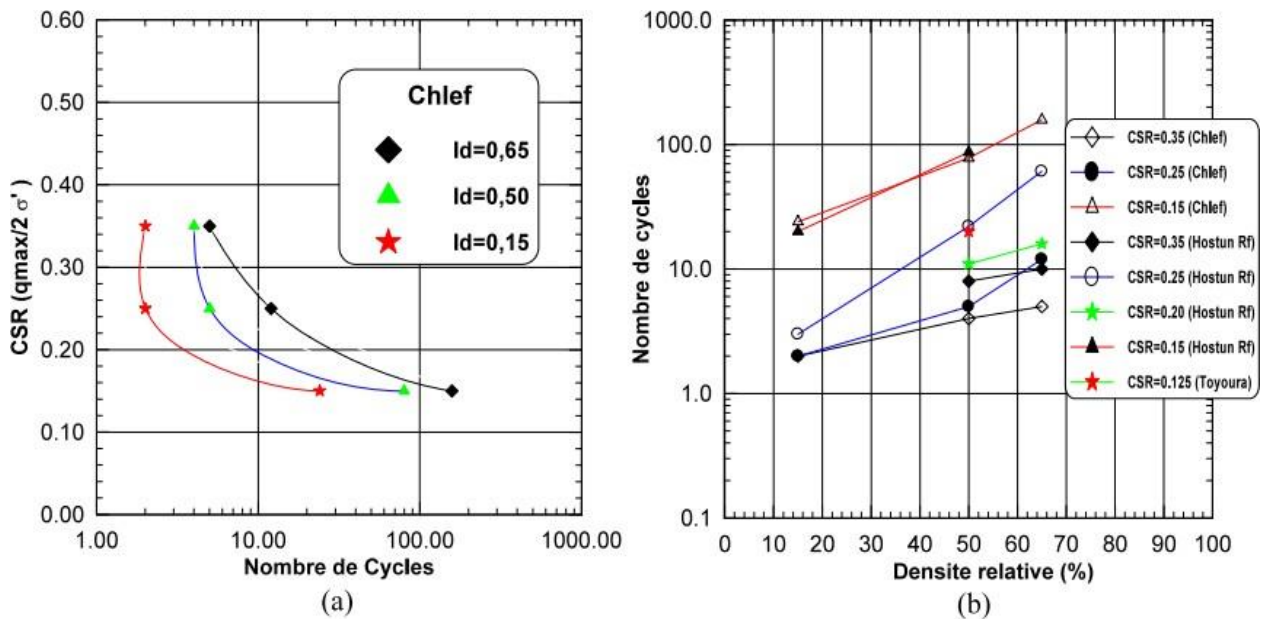 0.60
0.50
0.40
0.30
0.20
0.10
0.00
CSR (qmax/2 σ')
1.00
10.00
100.00
1000.00
Nombre de Cycles
Chlef
Id=0,65
Id=0,50
Id=0,15
(a)
1000.0
100.0
10.0
1.0
0.1
Nombre de cycles
0
10
20
30
40
50
60
70
80
90
100
Densite relative (%)
CSR=0.35 (Chlef)
CSR=0.25 (Chlef)
CSR=0.15 (Chlef)
CSR=0.35 (Hostun Rf)
CSR=0.25 (Hostun Rf)
CSR=0.20 (Hostun Rf)
CSR=0.15 (Hostun Rf)
CSR=0.125 (Toyoura)
(b)